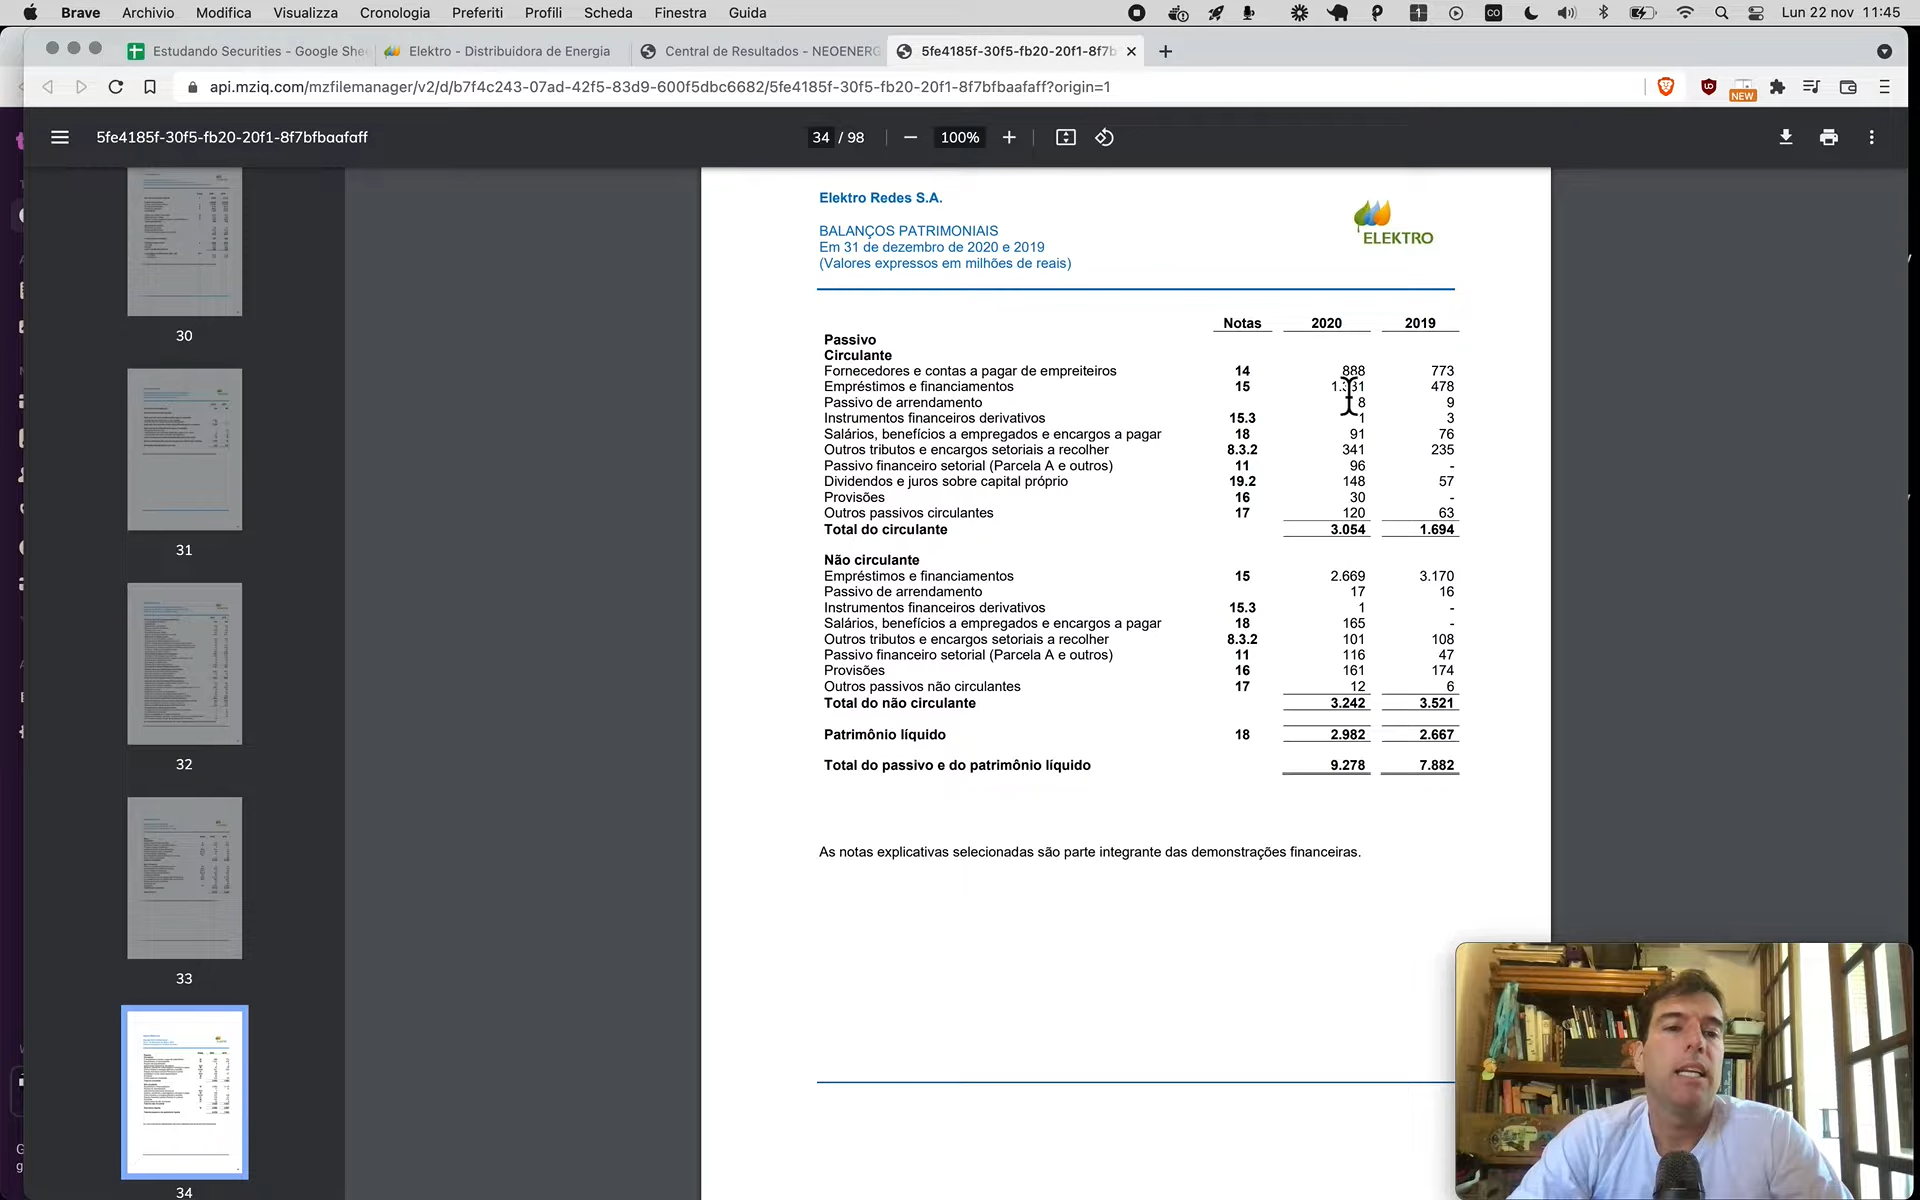 Brave Archivio Modifica Visualizza Cronologia Preferiti Profili Scheda Finestra Guida Lun 22 nov 11:45
Estudando Securities - Google She
Elektro - Distribuidora de Energia
Central de Resultados - NEOENERG
5fe4185f-30f5-fb20-20f1-8f7b
api.mziq.com/mzfilemanager/v2/d/b7f4c243-07ad-42f5-83d9-600f5dbc6682/5fe4185f-30f5-fb20-20f1-8f7bfbaafaff?origin=1
NEW
5fe4185f-30f5-fb20-20f1-8f7bfbaafaff
34 / 98
100%
30
31
32
33
34
Elektro Redes S.A.
ELEKTRO
BALANÇOS PATRIMONIAIS
Em 31 de dezembro de 2020 e 2019
(Valores expressos em milhões de reais)
Notas 2020 2019
Passivo
Circulante
Fornecedores e contas a pagar de empreiteiros 14 888 773
Empréstimos e financiamentos 15 478
Passivo de arrendamento 8 9
Instrumentos financeiros derivativos 15.3 1 3
Salários, benefícios a empregados e encargos a pagar 18 91 76
Outros tributos e encargos setoriais a recolher 8.3.2 341 235
Passivo financeiro setorial (Parcela A e outros) 11 96 -
Dividendos e juros sobre capital próprio 19.2 148 57
Provisões 16 30 -
Outros passivos circulantes 17 120 63
Total do circulante 3.054 1.694
Não circulante
Empréstimos e financiamentos 15 2.669 3.170
Passivo de arrendamento 17 16
Instrumentos financeiros derivativos 15.3 1 -
Salários, benefícios a empregados e encargos a pagar 18 165 -
Outros tributos e encargos setoriais a recolher 8.3.2 101 108
Passivo financeiro setorial (Parcela A e outros) 11 116 47
Provisões 16 161 174
Outros passivos não circulantes 17 12 6
Total do não circulante 3.242 3.521
Patrimônio líquido 18 2.982 2.667
Total do passivo e do patrimônio líquido 9.278 7.882
As notas explicativas selecionadas são parte integrante das demonstrações financeiras.